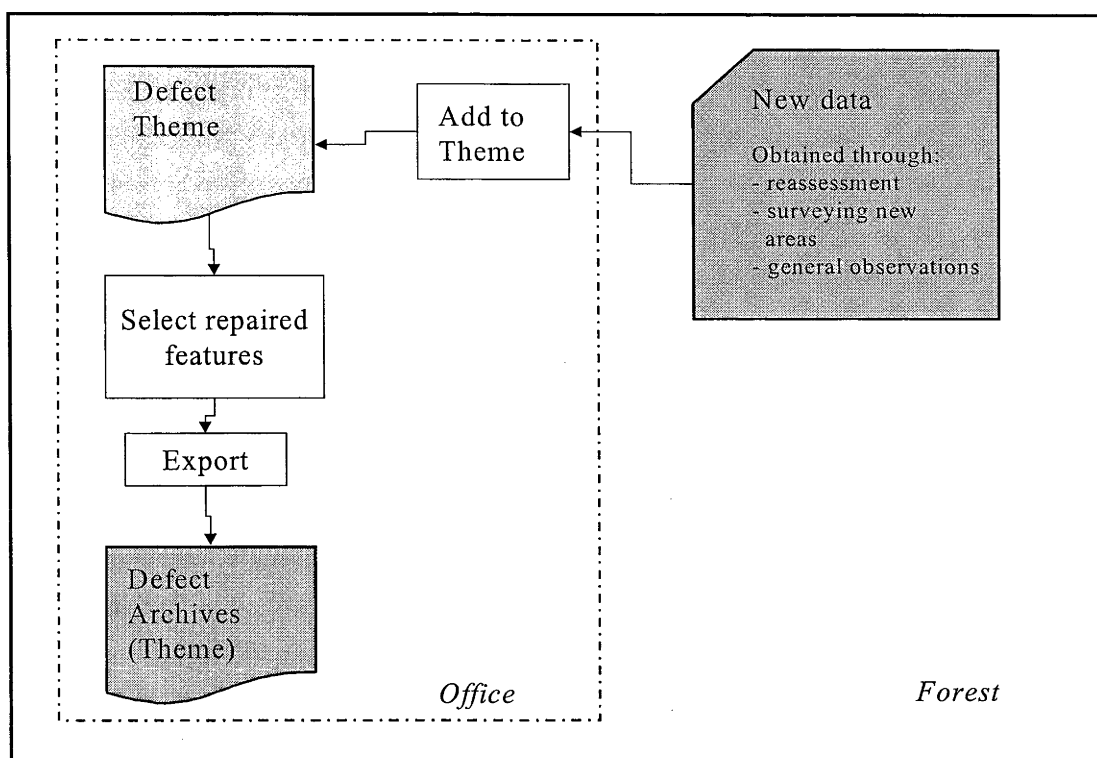 Defect
Theme
Add to
Theme
New data
Obtained through:
- reassessment
- surveying new
areas
- general observations
Select repaired
features
Export
Defect
Archives
(Theme)
Office
Forest